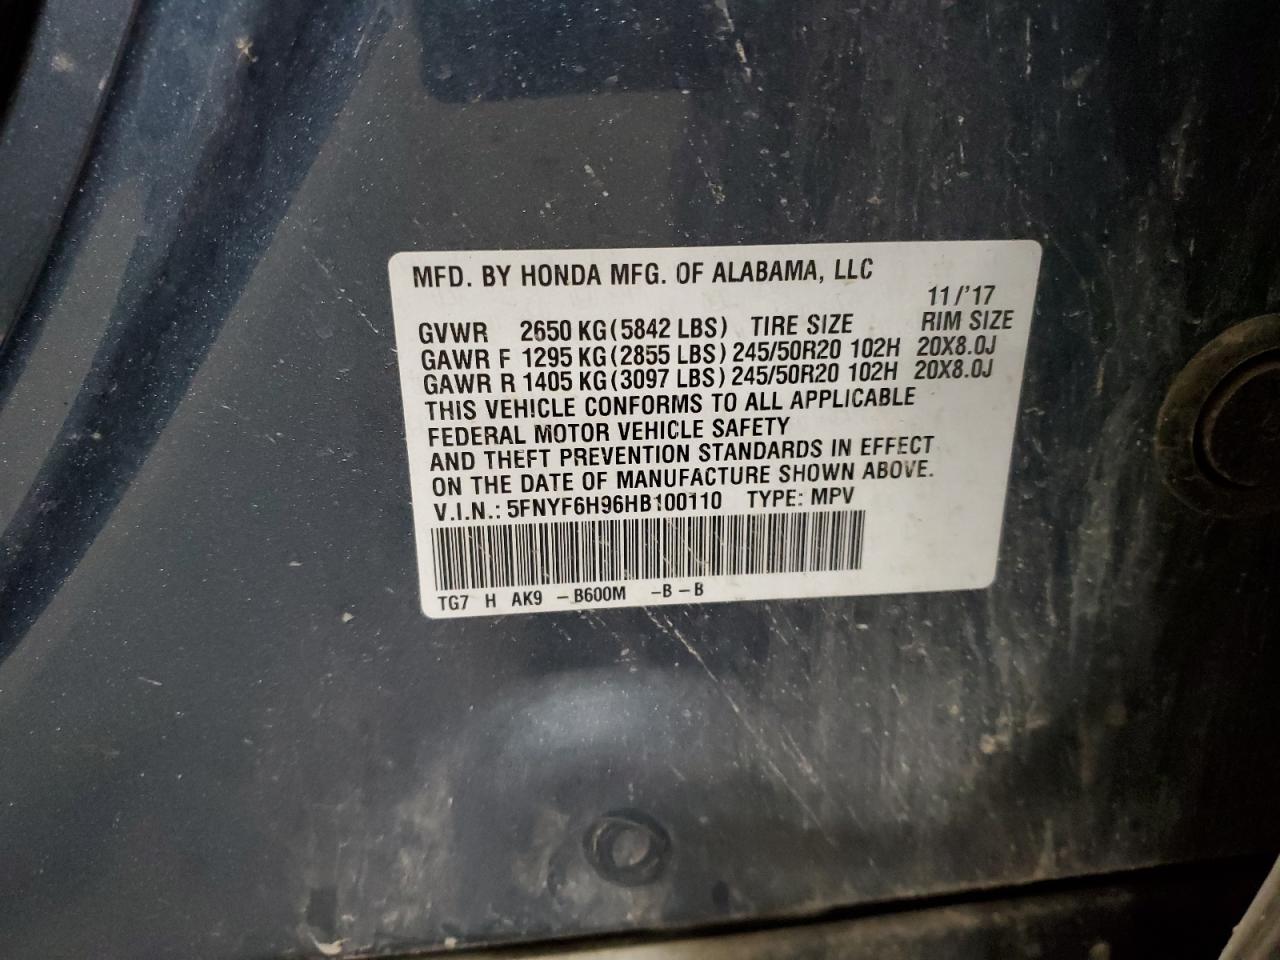 MFD. BY HONDA MFG. OF ALABAMA, LLC
11/'17
GVWR 2650 KG(5842 LBS) TIRE SIZE RIM SIZE
GAWR F 1295 KG(2855 LBS) 245/50R20 102H 20X8.0J
GAWR R 1405 KG(3097 LBS) 245/50R20 102H 20X8.0J
THIS VEHICLE CONFORMS TO ALL APPLICABLE
FEDERAL MOTOR VEHICLE SAFETY
AND THEFT PREVENTION STANDARDS IN EFFECT
ON THE DATE OF MANUFACTURE SHOWN ABOVE.
V.I.N.: 5FNYF6H96HB100110 TYPE: MPV
TG7 H AK9 -B600M -B-B